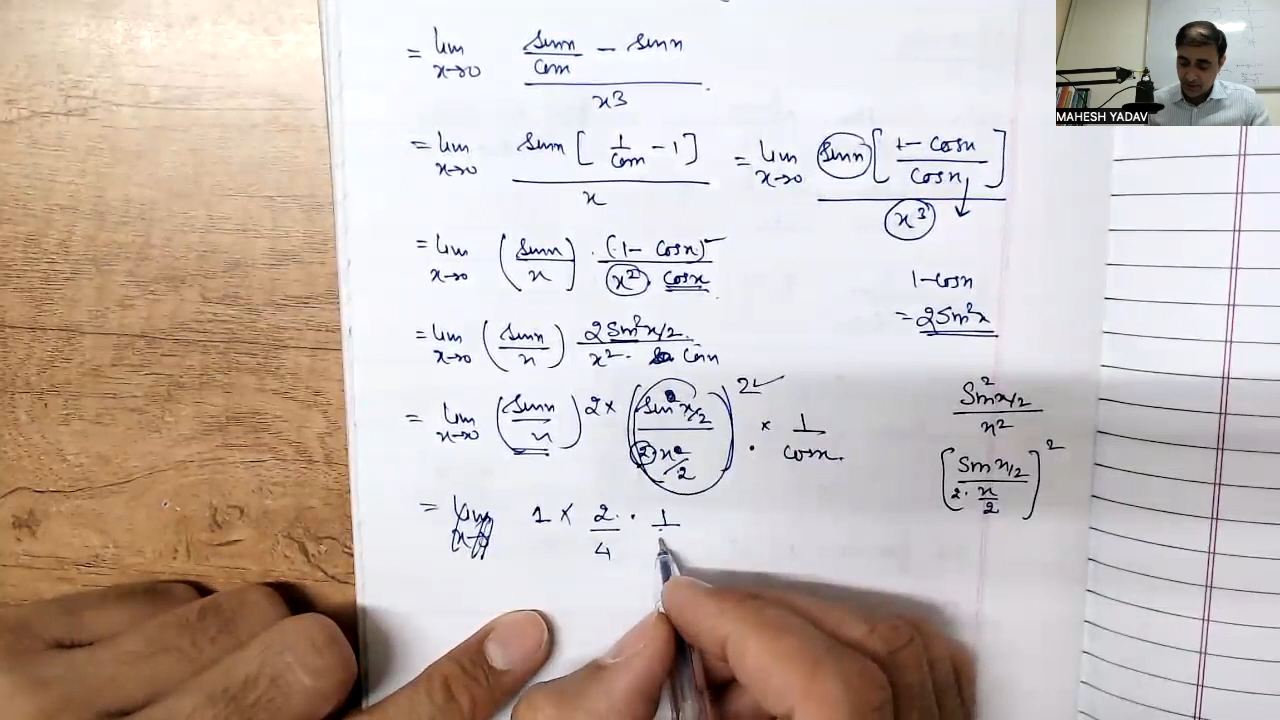 = lim x→0 (sinx/cosx − sinx) / x3
= lim x→0 sinx [ 1/cosx − 1 ] / x
= lim x→0 sinx [ (1 − cosx)/cosx ] / x3
= lim x→0 (sinx/x) · (1 − cosx) / x2 · cosx
1 − cosx
= 2sin²x
= lim x→0 (sinx/x) 2sin²x/2 / x2 · cosx
= lim x→0 (sinx/x) 2 × (sin x/2 / 2 x/2)2 · × 1/cosx.
sin²x/2 / x2
[ sin x/2 / 2 · x/2 ]2
= 1 × 2/4 · 1
MAHESH YADAV